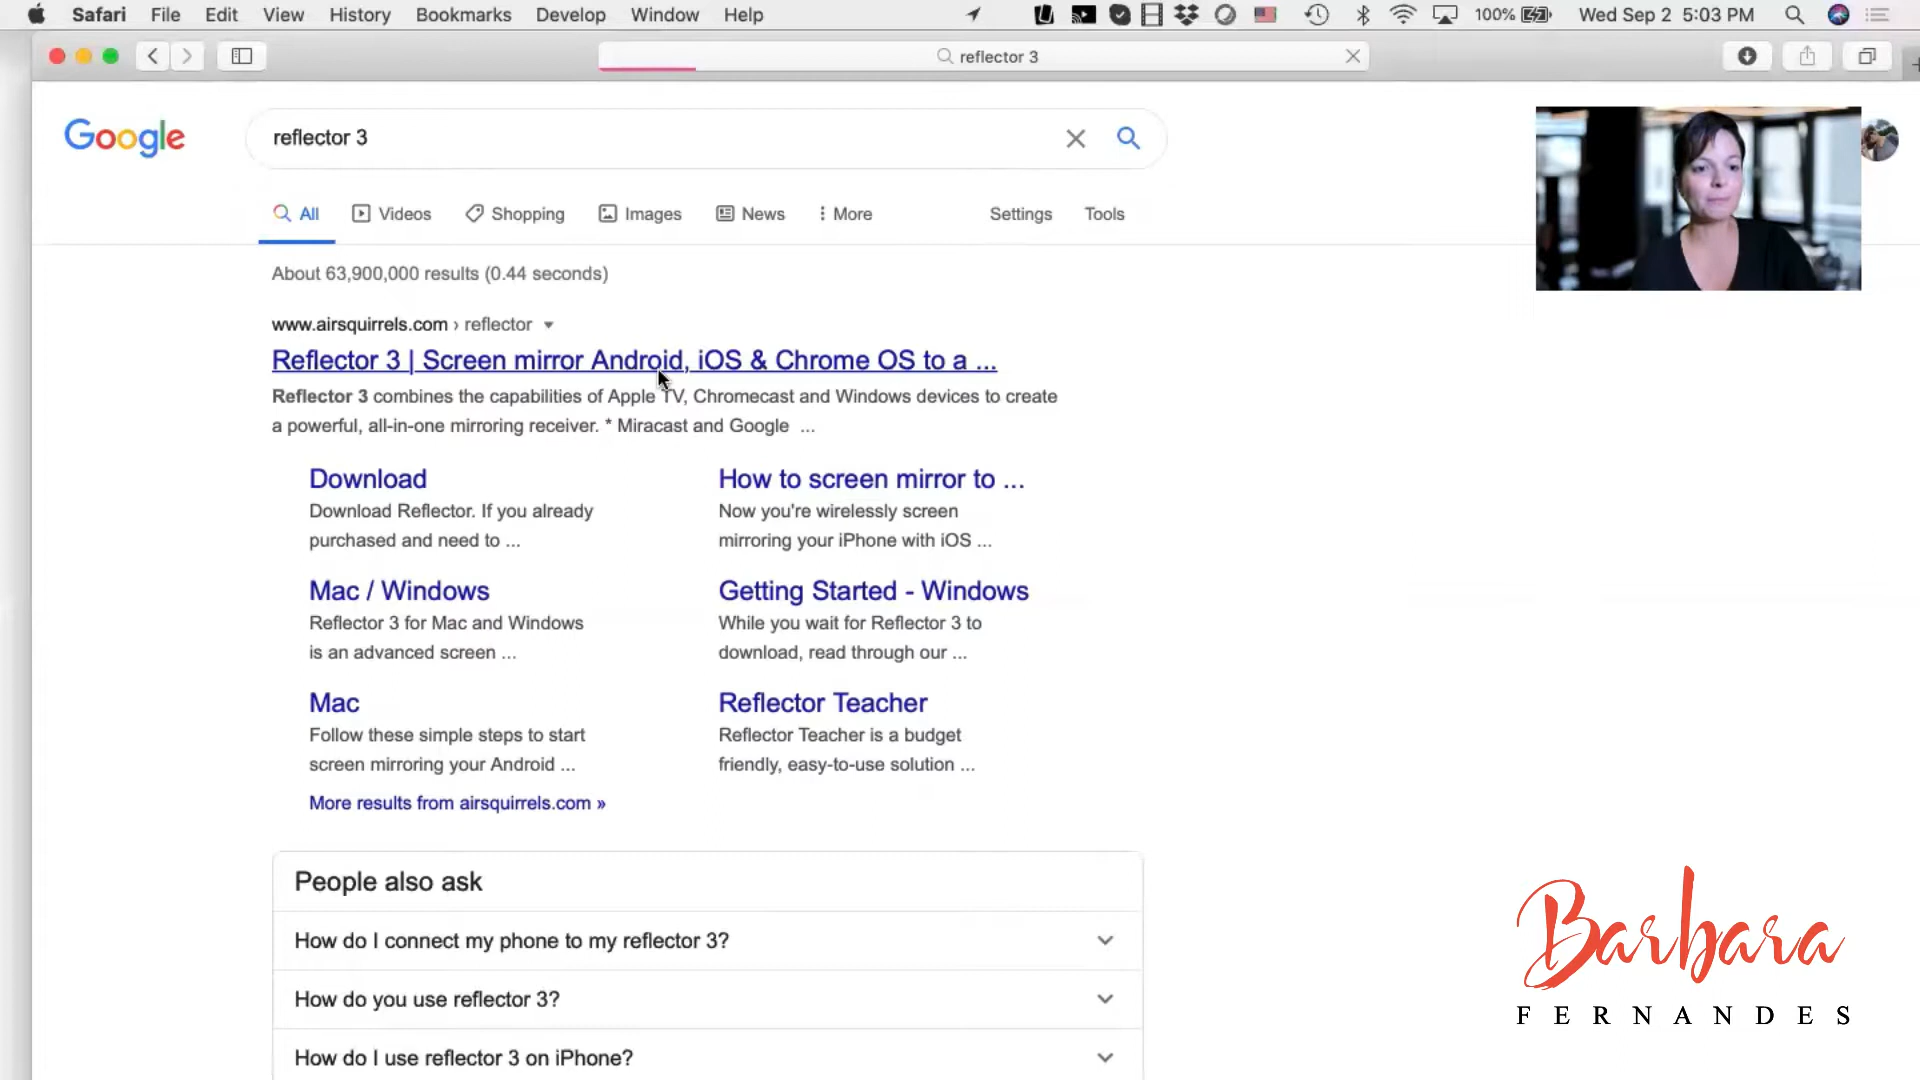 Safari File Edit View History Bookmarks Develop Window Help 100% Wed Sep 2 5:03 PM
reflector 3
Google reflector 3
All Videos Shopping Images News More Settings Tools
About 63,900,000 results (0.44 seconds)
www.airsquirrels.com › reflector
Reflector 3 | Screen mirror Android, iOS & Chrome OS to a ...
Reflector 3 combines the capabilities of Apple TV, Chromecast and Windows devices to create
a powerful, all-in-one mirroring receiver. * Miracast and Google ...
Download
Download Reflector. If you already
purchased and need to ...
How to screen mirror to ...
Now you're wirelessly screen
mirroring your iPhone with iOS ...
Mac / Windows
Reflector 3 for Mac and Windows
is an advanced screen ...
Getting Started - Windows
While you wait for Reflector 3 to
download, read through our ...
Mac
Follow these simple steps to start
screen mirroring your Android ...
Reflector Teacher
Reflector Teacher is a budget
friendly, easy-to-use solution ...
More results from airsquirrels.com »
People also ask
How do I connect my phone to my reflector 3?
How do you use reflector 3?
How do I use reflector 3 on iPhone?
Barbara
FERNANDES